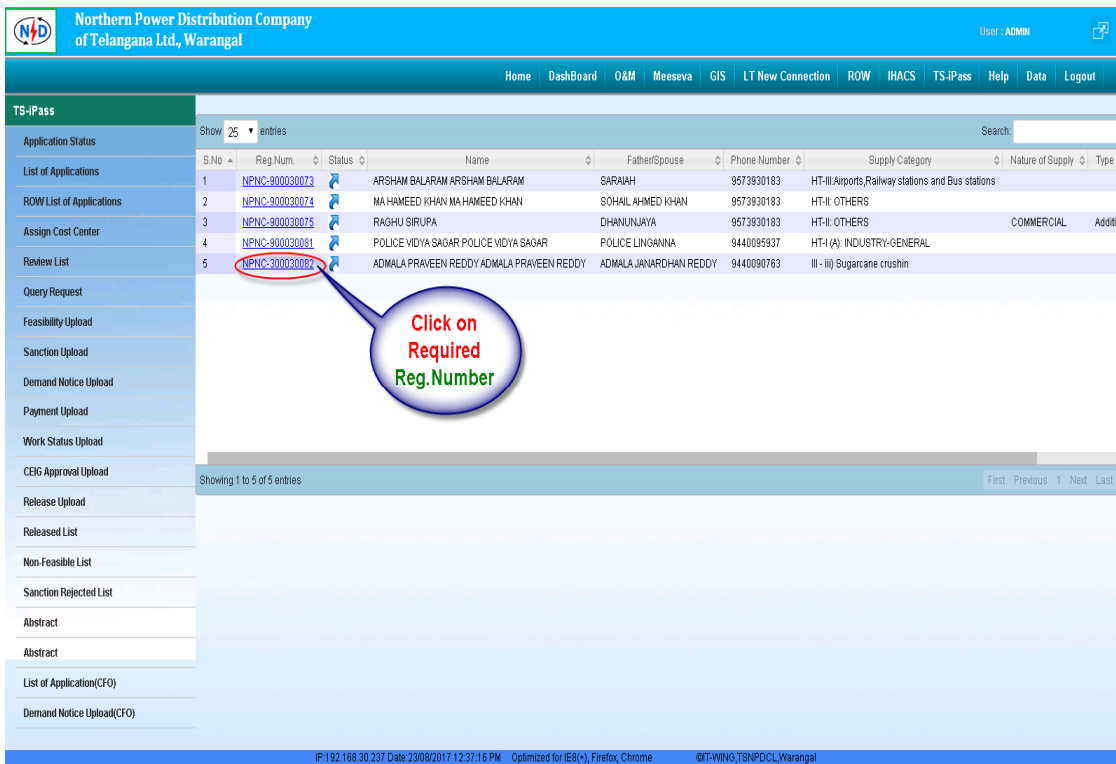 Northern Power Distribution Company
of Telangana Ltd., Warangal
User : ADMIN
Home DashBoard O&M Meeseva GIS LT New Connection ROW IHACS TS-iPass Help Data Logout
TS-iPass
Application Status
List of Applications
ROW List of Applications
Assign Cost Center
Review List
Query Request
Feasibility Upload
Sanction Upload
Demand Notice Upload
Payment Upload
Work Status Upload
CEIG Approval Upload
Release Upload
Released List
Non-Feasible List
Sanction Rejected List
Abstract
Abstract
List of Application(CFO)
Demand Notice Upload(CFO)
Show 25 entries Search:
S.No Reg.Num. Status Name Father/Spouse Phone Number Supply Category Nature of Supply Type
1 NPNC-900030073 ARSHAM BALARAM ARSHAM BALARAM SARAIAH 9573930183 HT-III:Airports,Railway stations and Bus stations
2 NPNC-900030074 MA HAMEED KHAN MA HAMEED KHAN SOHAIL AHMED KHAN 9573930183 HT-II: OTHERS
3 NPNC-900030075 RAGHU SIRUPA DHANUNJAYA 9573930183 HT-II: OTHERS COMMERCIAL Additi
4 NPNC-900030081 POLICE VIDYA SAGAR POLICE VIDYA SAGAR POLICE LINGANNA 9440095937 HT-I (A): INDUSTRY-GENERAL
5 NPNC-300030082 ADMALA PRAVEEN REDDY ADMALA PRAVEEN REDDY ADMALA JANARDHAN REDDY 9440090763 III - iii) Sugarcane crushin
Click on
Required
Reg.Number
Showing 1 to 5 of 5 entries First Previous 1 Next Last
IP:192.168.30.237 Date:23/08/2017 12:37:16 PM Optimized for IE8(+), Firefox, Chrome @IT-WING,TSNPDCL,Warangal